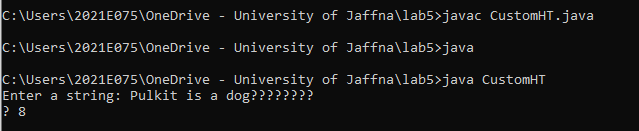 C:\Users\2021E075\OneDrive - University of Jaffna\lab5>javac CustomHT.java
C:\Users\2021E075\OneDrive - University of Jaffna\lab5>java
C:\Users\2021E075\OneDrive - University of Jaffna\lab5>java CustomHT
Enter a string: Pulkit is a dog????????
? 8